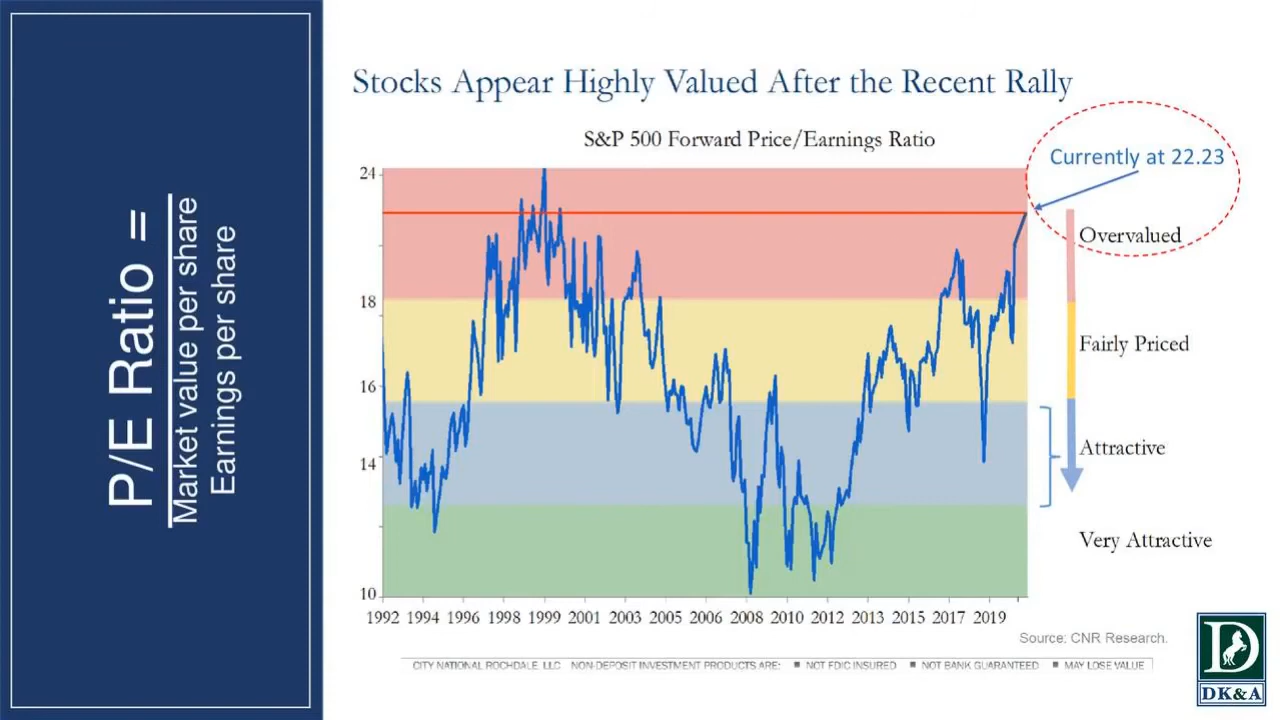 P/E Ratio =
Market value per share
Earnings per share
Stocks Appear Highly Valued After the Recent Rally
S&P 500 Forward Price/Earnings Ratio
Currently at 22.23
24
18
16
14
10
1992 1994 1996 1998 1999 2001 2003 2005 2006 2008 2010 2012 2013 2015 2017 2019
Overvalued
Fairly Priced
Attractive
Very Attractive
Source: CNR Research.
CITY NATIONAL ROCHDALE, LLC NON-DEPOSIT INVESTMENT PRODUCTS ARE: ■ NOT FDIC INSURED ■ NOT BANK GUARANTEED ■ MAY LOSE VALUE
D
DK&A